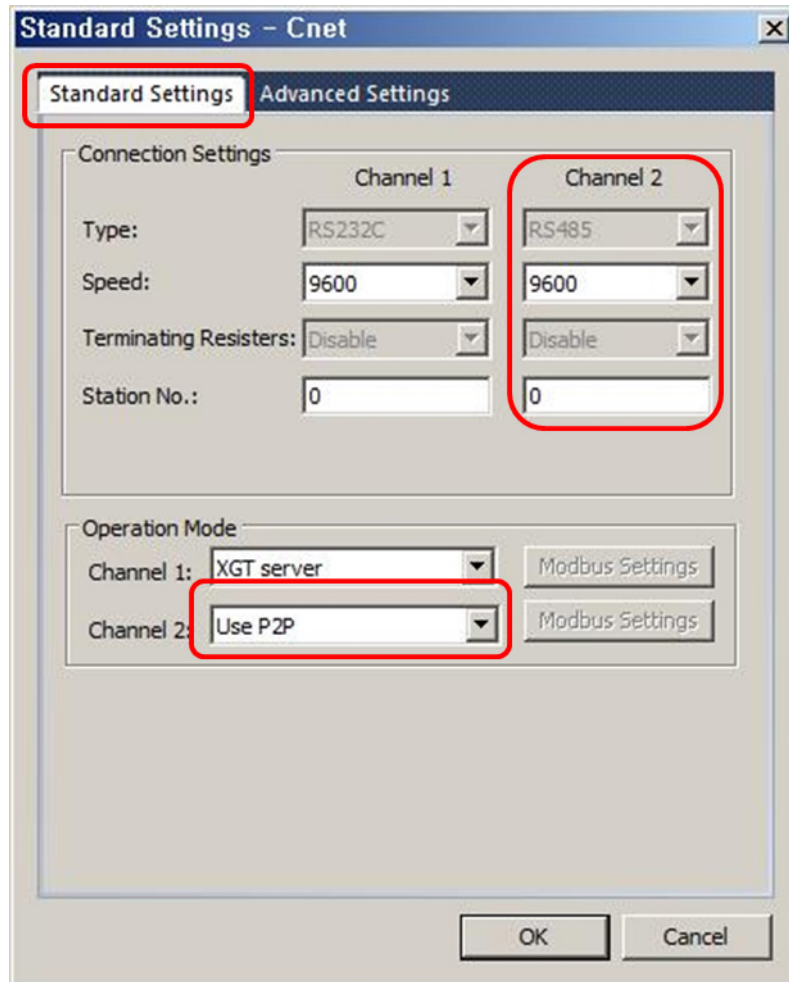 Standard Settings - Cnet
Standard Settings Advanced Settings
Connection Settings
Channel 1 Channel 2
Type: RS232C RS485
Speed: 9600 9600
Terminating Resisters: Disable Disable
Station No.: 0 0
Operation Mode
Channel 1: XGT server Modbus Settings
Channel 2: Use P2P Modbus Settings
OK Cancel